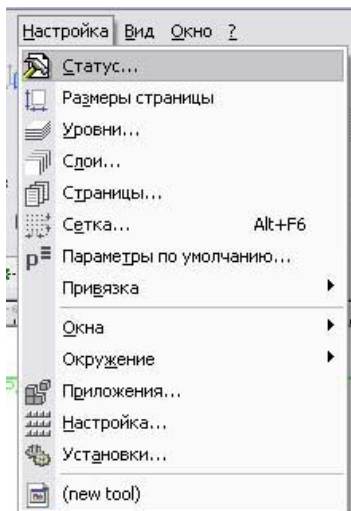 Настройка Вид Окно ?
Статус...
Размеры страницы
Уровни...
Слои...
Страницы...
Сетка... Alt+F6
Параметры по умолчанию...
Привязка
Окна
Окружение
Приложения...
Настройка...
Установки...
(new tool)